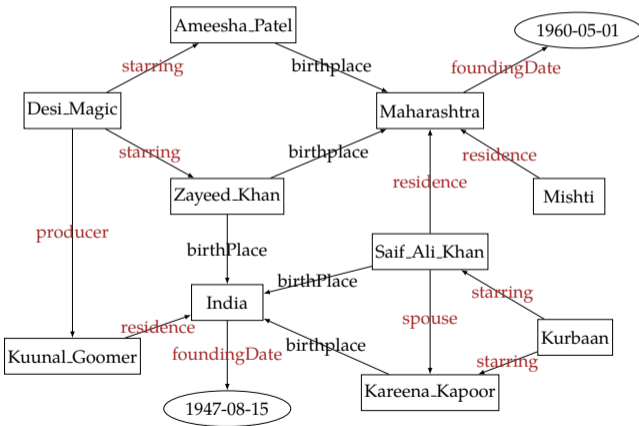 Ameesha_Patel
1960-05-01
starring
birthplace
foundingDate
Desi_Magic
Maharashtra
starring
birthplace
residence
residence
Zayeed_Khan
Mishti
producer
birthPlace
Saif_Ali_Khan
birthPlace
starring
India
residence
spouse
Kurbaan
birthplace
Kuunal_Goomer
foundingDate
starring
Kareena_Kapoor
1947-08-15